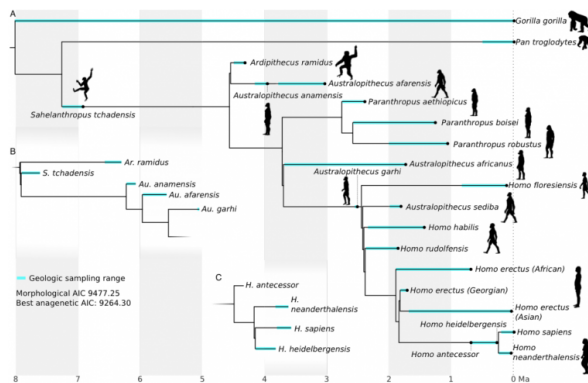 A
Gorilla gorilla
Pan troglodytes
Ardipithecus ramidus
Australopithecus afarensis
Australopithecus anamensis
Paranthropus aethiopicus
Sahelanthropus tchadensis
Paranthropus boisei
Paranthropus robustus
B
Ar. ramidus
S. tchadensis
Au. anamensis
Au. afarensis
Au. garhi
Australopithecus africanus
Australopithecus garhi
Homo floresiensis
Australopithecus sediba
Homo habilis
Homo rudolfensis
Geologic sampling range
Morphological AIC 9477.25
Best anagenetic AIC: 9264.30
C
H. antecessor
H.
neanderthalensis
H. sapiens
H. heidelbergensis
Homo erectus (African)
Homo erectus (Georgian)
Homo erectus
(Asian)
Homo heidelbergensis
Homo sapiens
Homo antecessor
Homo
neanderthalensis
8 7 6 5 4 3 2 1 0 Ma